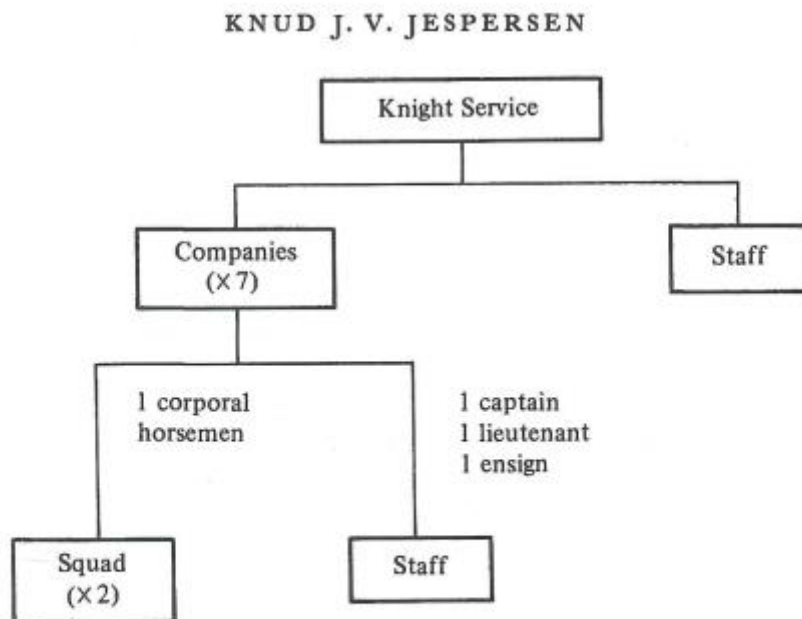 KNUD J. V. JESPERSEN
Knight Service
Companies
(×7)
Staff
1 corporal
horsemen
1 captain
1 lieutenant
1 ensign
Squad
(×2)
Staff